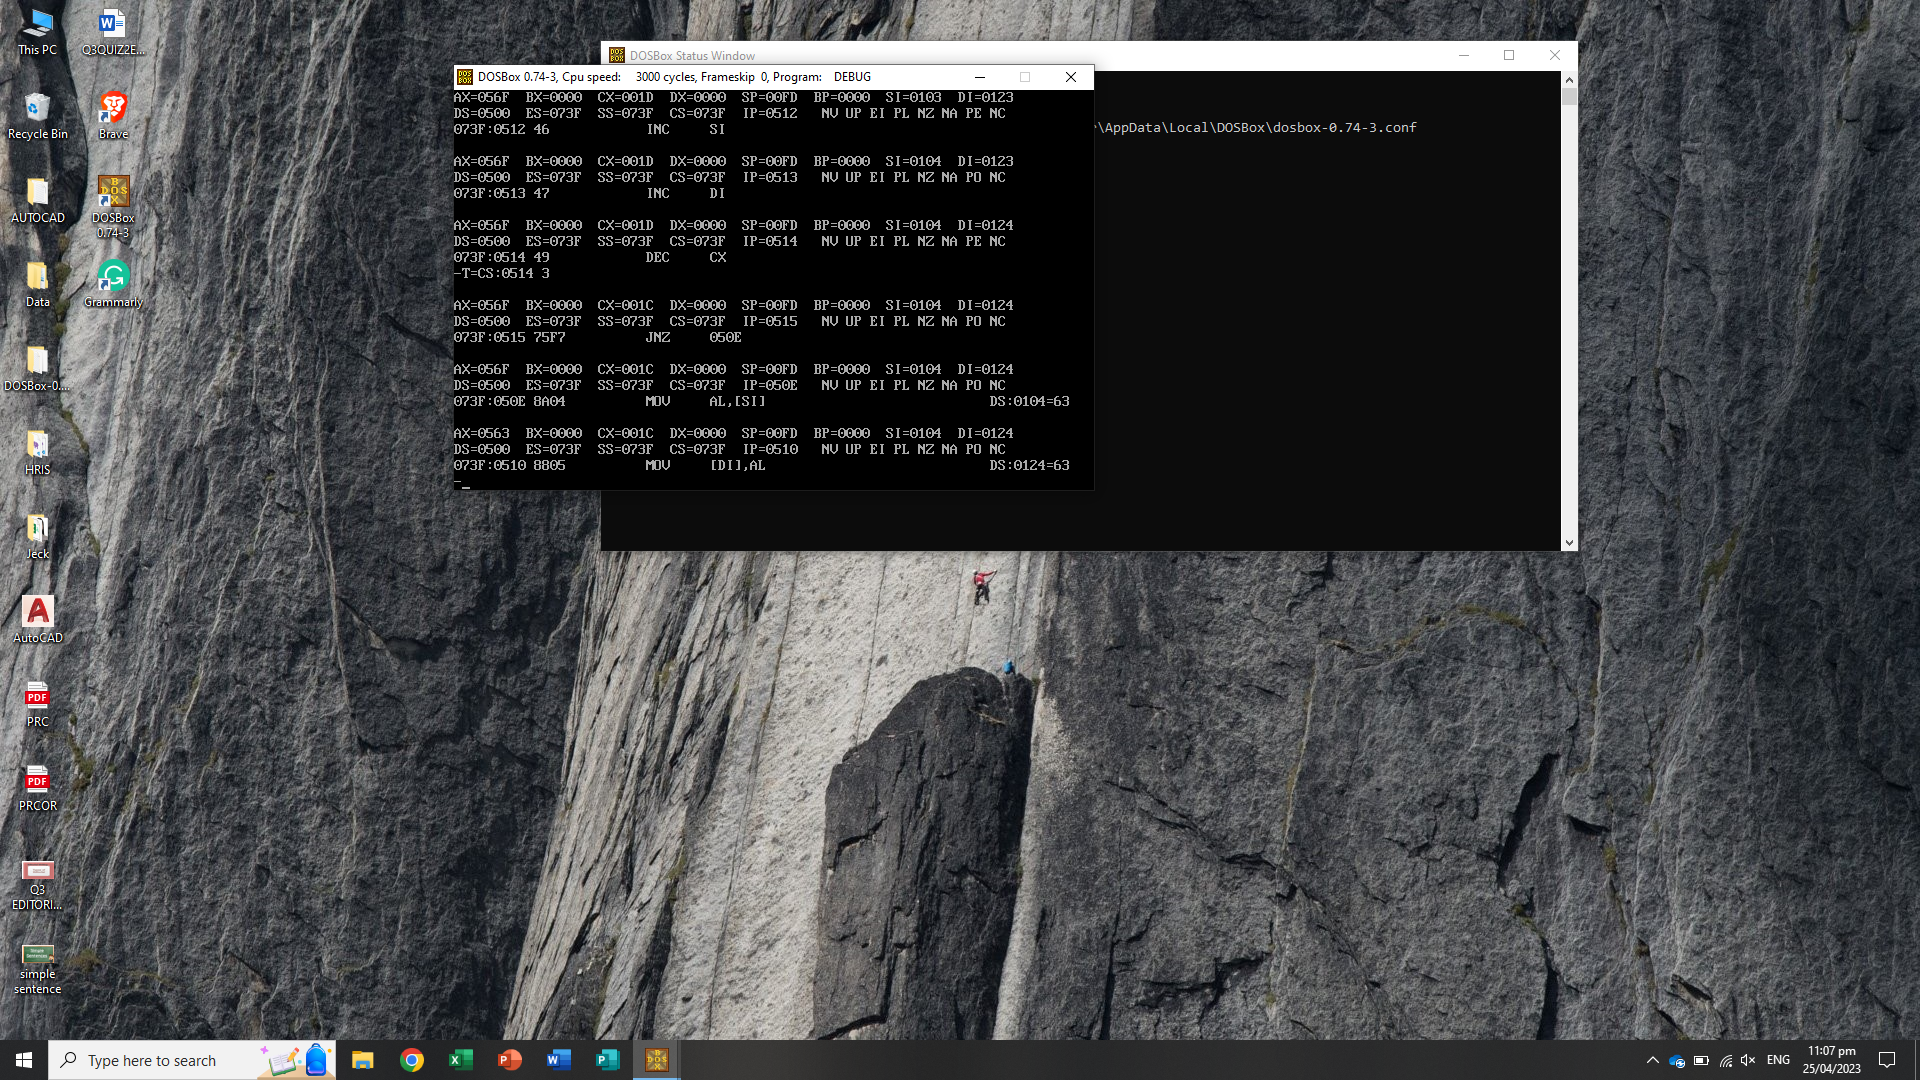 This PC
Q3QUIZ2E...
Recycle Bin
Brave
AUTOCAD
DOSBox
0.74-3
Data
Grammarly
DOSBox-0....
HRIS
Jeck
AutoCAD
PDF
PRC
PDF
PRCOR
Q3
EDITORI...
simple
sentence
DOSBox Status Window
\AppData\Local\DOSBox\dosbox-0.74-3.conf
DOSBox 0.74-3, Cpu speed: 3000 cycles, Frameskip 0, Program: DEBUG
AX=056F BX=0000 CX=001D DX=0000 SP=00FD BP=0000 SI=0103 DI=0123
DS=0500 ES=073F SS=073F CS=073F IP=0512 NV UP EI PL NZ NA PE NC
073F:0512 46 INC SI
AX=056F BX=0000 CX=001D DX=0000 SP=00FD BP=0000 SI=0104 DI=0123
DS=0500 ES=073F SS=073F CS=073F IP=0513 NV UP EI PL NZ NA PO NC
073F:0513 47 INC DI
AX=056F BX=0000 CX=001D DX=0000 SP=00FD BP=0000 SI=0104 DI=0124
DS=0500 ES=073F SS=073F CS=073F IP=0514 NV UP EI PL NZ NA PE NC
073F:0514 49 DEC CX
-T=CS:0514 3
AX=056F BX=0000 CX=001C DX=0000 SP=00FD BP=0000 SI=0104 DI=0124
DS=0500 ES=073F SS=073F CS=073F IP=0515 NV UP EI PL NZ NA PO NC
073F:0515 75F7 JNZ 050E
AX=056F BX=0000 CX=001C DX=0000 SP=00FD BP=0000 SI=0104 DI=0124
DS=0500 ES=073F SS=073F CS=073F IP=050E NV UP EI PL NZ NA PO NC
073F:050E 8A04 MOV AL,[SI] DS:0104=63
AX=0563 BX=0000 CX=001C DX=0000 SP=00FD BP=0000 SI=0104 DI=0124
DS=0500 ES=073F SS=073F CS=073F IP=0510 NV UP EI PL NZ NA PO NC
073F:0510 8805 MOV [DI],AL DS:0124=63
-_
Type here to search
ENG
11:07 pm
25/04/2023